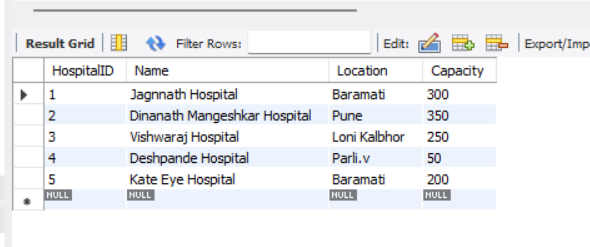 Result Grid Filter Rows: Edit: Export/Imp
HospitalID Name Location Capacity
1 Jagnnath Hospital Baramati 300
2 Dinanath Mangeshkar Hospital Pune 350
3 Vishwaraj Hospital Loni Kalbhor 250
4 Deshpande Hospital Parli.v 50
5 Kate Eye Hospital Baramati 200
NULL NULL NULL NULL